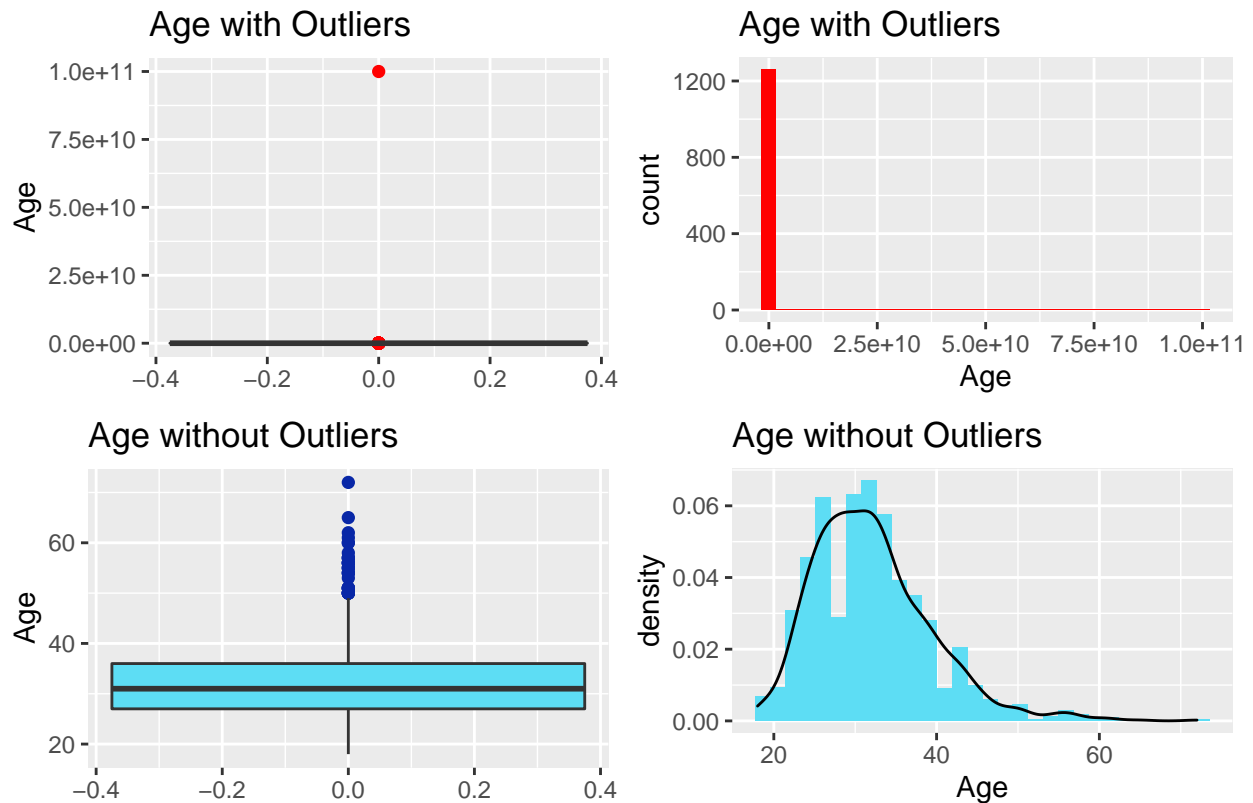 Age with Outliers
Age
1.0e+11
7.5e+10
5.0e+10
2.5e+10
0.0e+00
−0.4 −0.2 0.0 0.2 0.4
Age with Outliers
count
1200
800
400
0
0.0e+00 2.5e+10 5.0e+10 7.5e+10 1.0e+11
Age
Age without Outliers
Age
60
40
20
−0.4 −0.2 0.0 0.2 0.4
Age without Outliers
density
0.06
0.04
0.02
0.00
20 40 60
Age